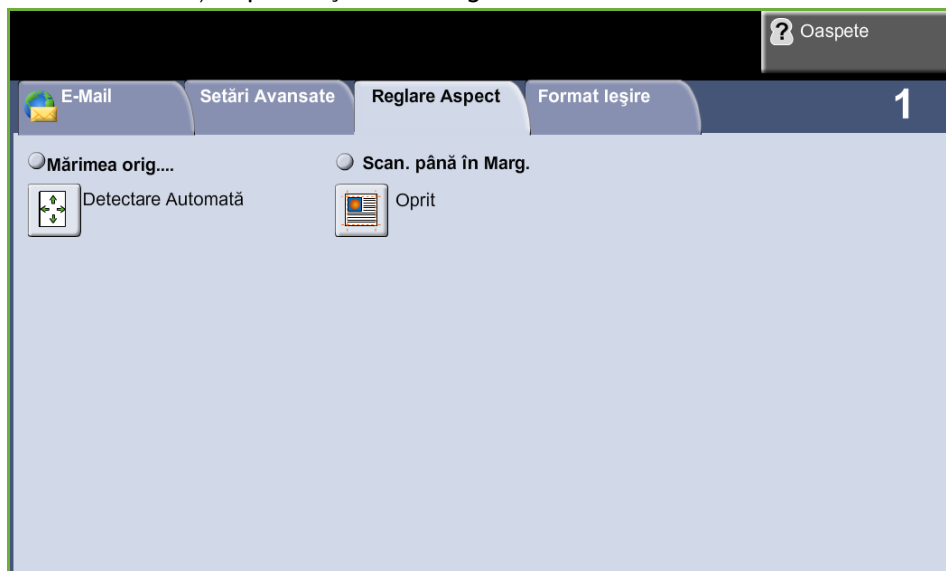 Oaspete
E-Mail Setări Avansate Reglare Aspect Format Ieşire 1
Mărimea orig.... Scan. până în Marg.
Detectare Automată Oprit